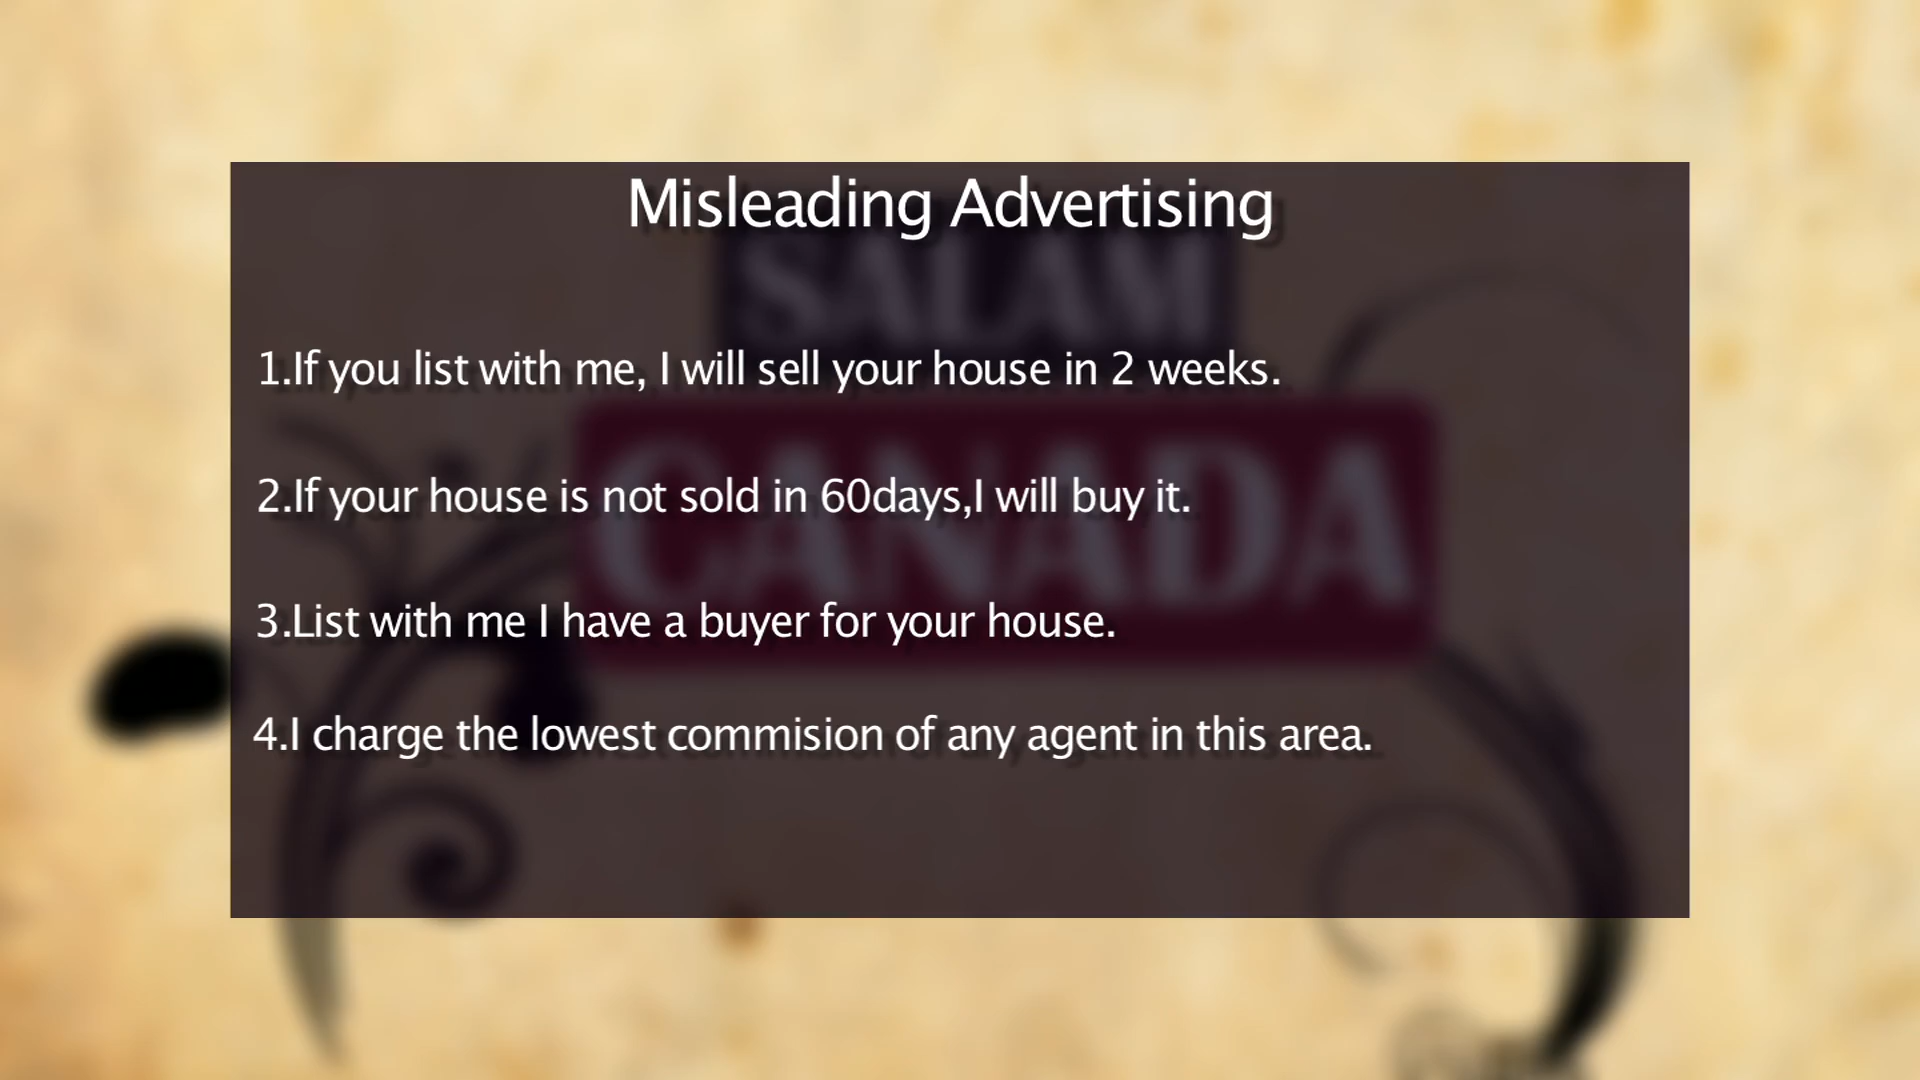 Misleading Advertising
SALAM
1.If you list with me, I will sell your house in 2 weeks.
CANADA
2.If your house is not sold in 60days,I will buy it.
3.List with me I have a buyer for your house.
4.I charge the lowest commision of any agent in this area.